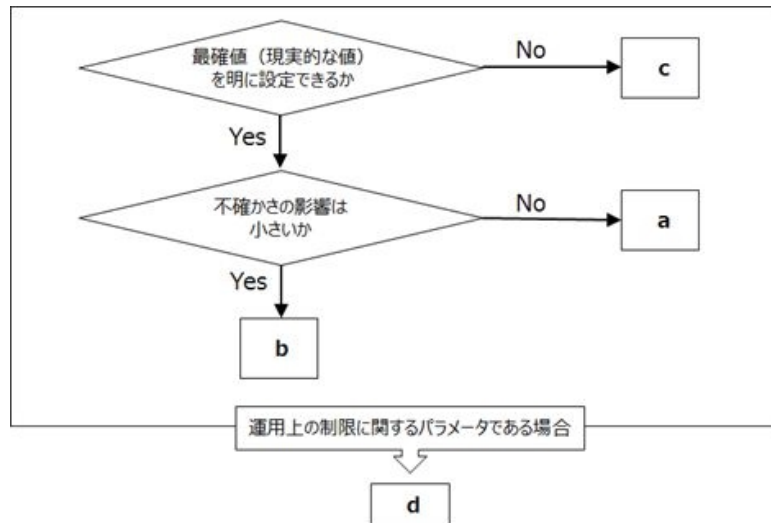 最確値（現実的な値）
を明に設定できるか
No
c
Yes
不確かさの影響は
小さいか
No
a
Yes
b
運用上の制限に関するパラメータである場合
d